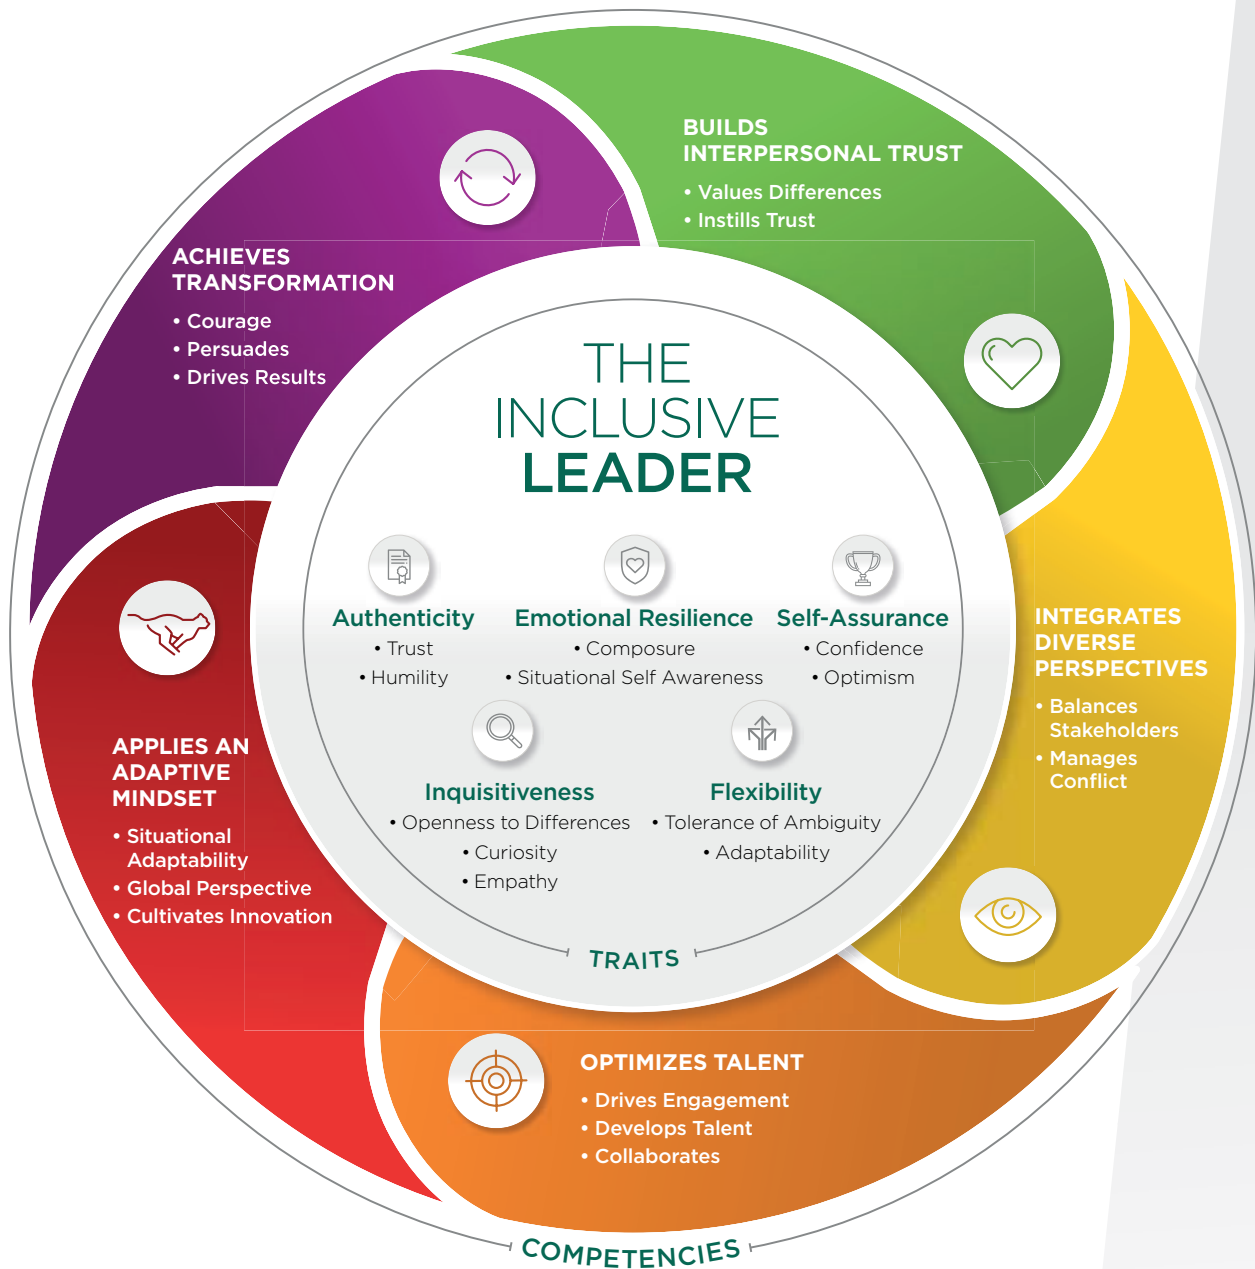 BUILDS
INTERPERSONAL TRUST
• Values Differences
• Instills Trust
INTEGRATES
DIVERSE
PERSPECTIVES
• Balances
Stakeholders
• Manages
Conflict
OPTIMIZES TALENT
• Drives Engagement
• Develops Talent
• Collaborates
APPLIES AN
ADAPTIVE
MINDSET
• Situational
Adaptability
• Global Perspective
• Cultivates Innovation
ACHIEVES
TRANSFORMATION
• Courage
• Persuades
• Drives Results
THE
INCLUSIVE
LEADER
Authenticity
• Trust
• Humility
Emotional Resilience
• Composure
• Situational Self Awareness
Self-Assurance
• Confidence
• Optimism
Inquisitiveness
• Openness to Differences
• Curiosity
• Empathy
Flexibility
• Tolerance of Ambiguity
• Adaptability
TRAITS
COMPETENCIES